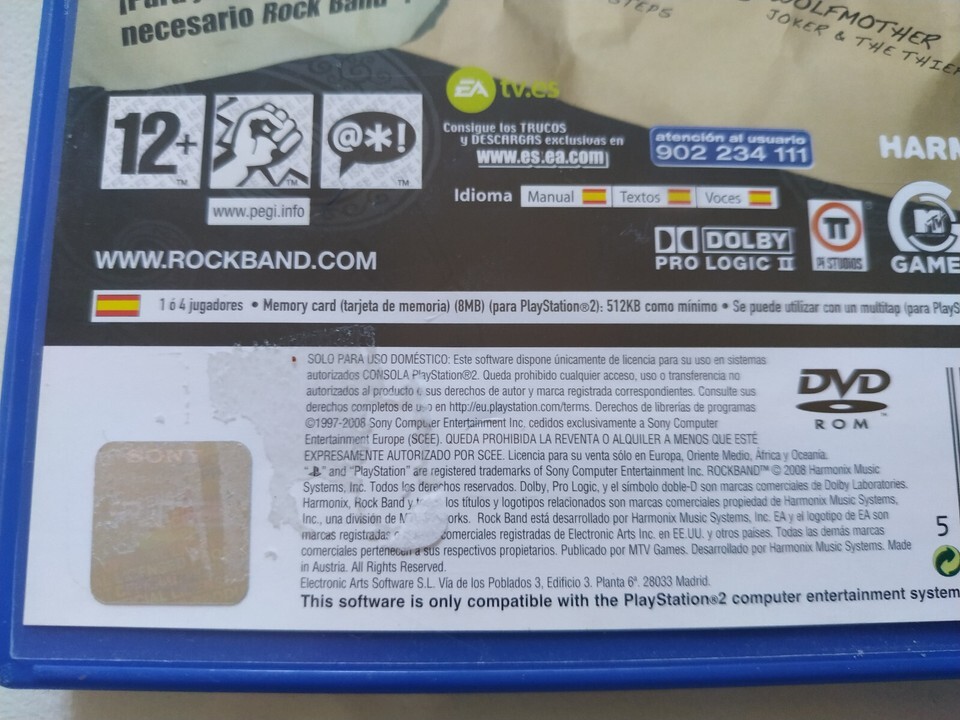 necesario Rock Band
STEPS
WOLFMOTHER
JOKER & THE THIEF
12+
@*!
www.pegi.info
EA tv.es
Consigue los TRUCOS
y DESCARGAS exclusivas en
www.es.ea.com
atención al usuario
902 234 111
HARM
Idioma Manual Textos Voces
DOLBY
PRO LOGIC II
PI STUDIOS
MTV
GAME
WWW.ROCKBAND.COM
1 ó 4 jugadores • Memory card (tarjeta de memoria) (8MB) (para PlayStation®2): 512KB como mínimo • Se puede utilizar con un multitap (para PlayS
• SOLO PARA USO DOMÉSTICO: Este software dispone únicamente de licencia para su uso en sistemas
autorizados CONSOLA PlayStation®2. Queda prohibido cualquier acceso, uso o transferencia no
autorizados al producto o sus derechos de autor y marca registrada correspondientes. Consulte sus
derechos completos de uso en http://eu.playstation.com/terms. Derechos de librerías de programas
©1997-2008 Sony Computer Entertainment Inc. cedidos exclusivamente a Sony Computer
Entertainment Europe (SCEE). QUEDA PROHIBIDA LA REVENTA O ALQUILER A MENOS QUE ESTÉ
EXPRESAMENTE AUTORIZADO POR SCEE. Licencia para su venta sólo en Europa, Oriente Medio, África y Oceanía.
" " and "PlayStation" are registered trademarks of Sony Computer Entertainment Inc. ROCKBAND™ © 2008 Harmonix Music
Systems, Inc. Todos los derechos reservados. Dolby, Pro Logic, y el símbolo doble-D son marcas comerciales de Dolby Laboratories.
Harmonix, Rock Band y los títulos y logotipos relacionados son marcas comerciales propiedad de Harmonix Music Systems,
Inc., una división de orks. Rock Band está desarrollado por Harmonix Music Systems, Inc. EA y el logotipo de EA son
marcas registradas comerciales registradas de Electronic Arts Inc. en EE.UU. y otros países. Todas las demás marcas
comerciales pertenecen a sus respectivos propietarios. Publicado por MTV Games. Desarrollado por Harmonix Music Systems. Made
in Austria. All Rights Reserved.
Electronic Arts Software S.L. Vía de los Poblados 3, Edificio 3. Planta 6ª. 28033 Madrid.
This software is only compatible with the PlayStation®2 computer entertainment system
DVD
ROM
SONY
5